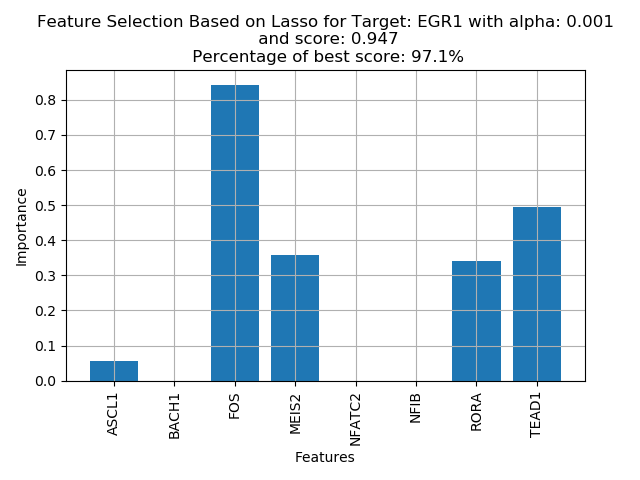 Feature Selection Based on Lasso for Target: EGR1 with alpha: 0.001
and score: 0.947
Percentage of best score: 97.1%
Importance
0.8
0.7
0.6
0.5
0.4
0.3
0.2
0.1
0.0
ASCL1
BACH1
FOS
MEIS2
NFATC2
NFIB
RORA
TEAD1
Features